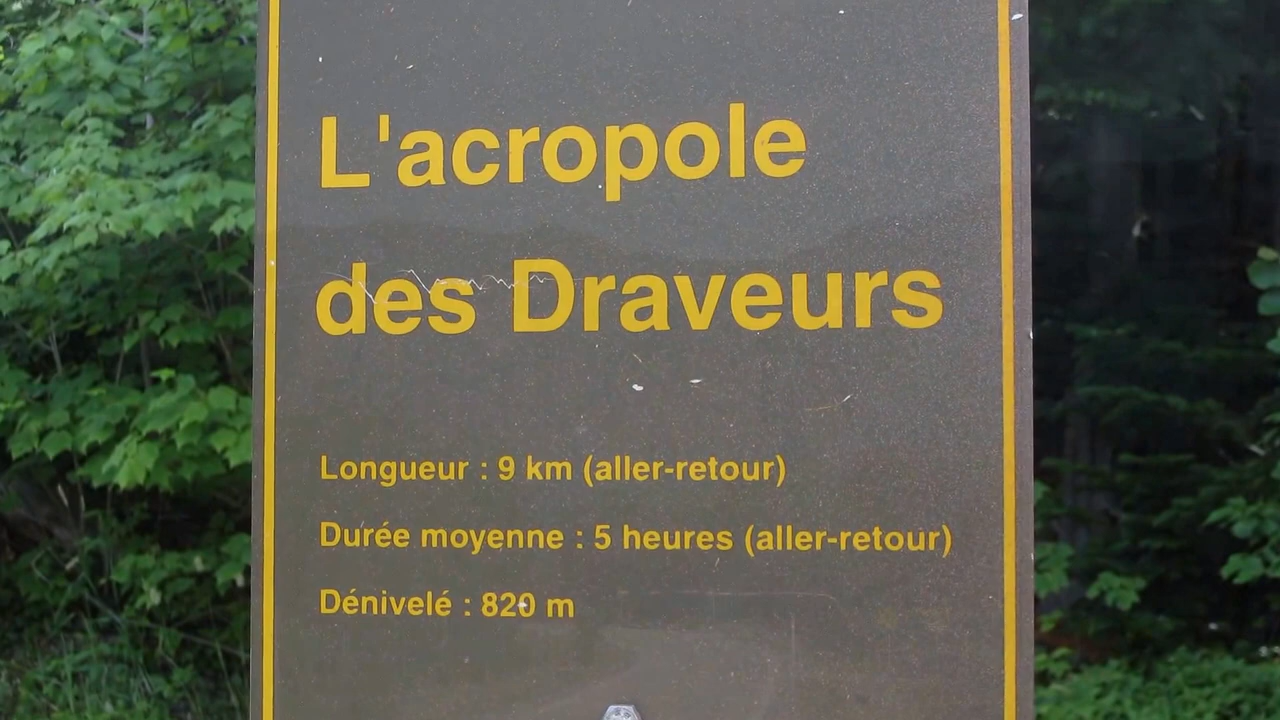 L'acropole
des Draveurs
Longueur : 9 km (aller-retour)
Durée moyenne : 5 heures (aller-retour)
Dénivelé : 820 m